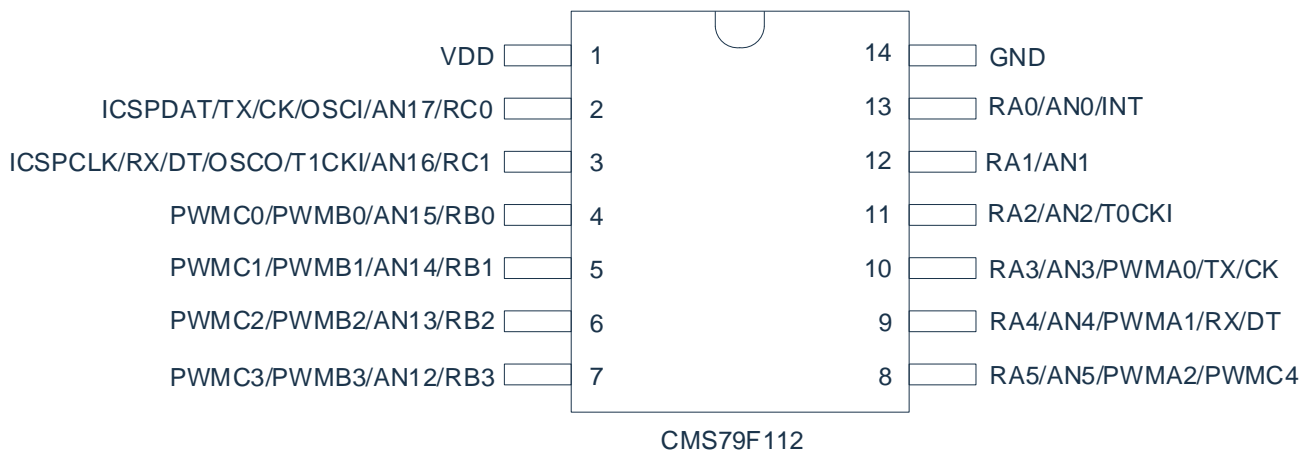 VDD 1 14 GND
ICSPDAT/TX/CK/OSCI/AN17/RC0 2 13 RA0/AN0/INT
ICSPCLK/RX/DT/OSCO/T1CKI/AN16/RC1 3 12 RA1/AN1
PWMC0/PWMB0/AN15/RB0 4 11 RA2/AN2/T0CKI
PWMC1/PWMB1/AN14/RB1 5 10 RA3/AN3/PWMA0/TX/CK
PWMC2/PWMB2/AN13/RB2 6 9 RA4/AN4/PWMA1/RX/DT
PWMC3/PWMB3/AN12/RB3 7 8 RA5/AN5/PWMA2/PWMC4
CMS79F112